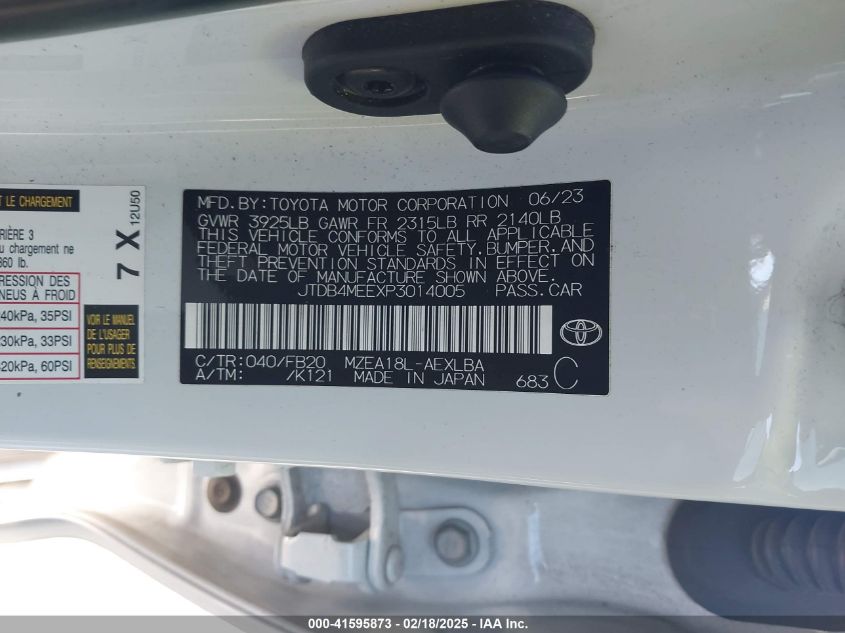 T LE CHARGEMENT
RIÈRE 3
u chargement ne
360 lb.
RESSION DES
NEUS À FROID
240kPa, 35PSI
230kPa, 33PSI
420kPa, 60PSI
7 X
12U50
VOIR LE MANUEL
DE L'USAGER
POUR PLUS DE
RENSEIGNEMENTS
MFD.BY:TOYOTA MOTOR CORPORATION 06/23
GVWR 3925LB GAWR FR 2315LB RR 2140LB
THIS VEHICLE CONFORMS TO ALL APPLICABLE
FEDERAL MOTOR VEHICLE SAFETY,BUMPER,AND
THEFT PREVENTION STANDARDS IN EFFECT ON
THE DATE OF MANUFACTURE SHOWN ABOVE.
JTDB4MEEXP3014005 PASS.CAR
C/TR:040/FB20 MZEA18L-AEXLBA
A/TM: /K121 MADE IN JAPAN 683 C
000-41595873 / 02/18/2025 - IAA Inc.